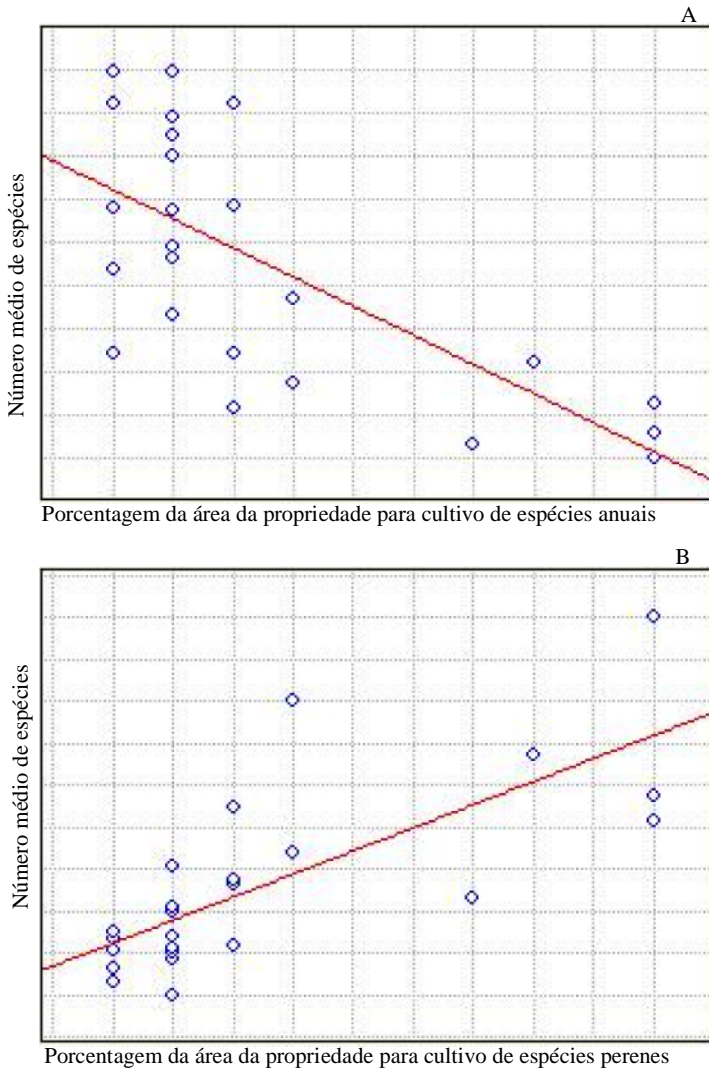 A
Número médio de espécies
Porcentagem da área da propriedade para cultivo de espécies anuais
B
Número médio de espécies
Porcentagem da área da propriedade para cultivo de espécies perenes